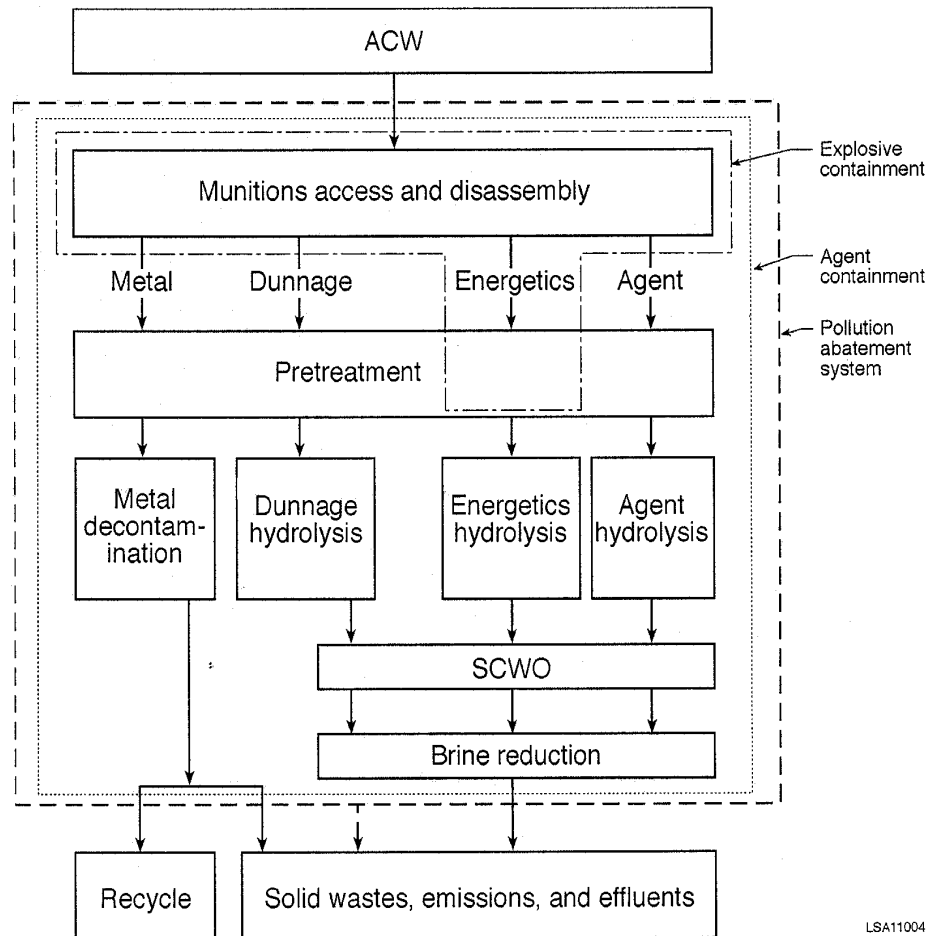 ACW
Explosive
containment
Munitions access and disassembly
Agent
containment
Metal
Dunnage
Energetics
Agent
Pollution
abatement
system
Pretreatment
Metal
decontam-
ination
Dunnage
hydrolysis
Energetics
hydrolysis
Agent
hydrolysis
SCWO
Brine reduction
Recycle
Solid wastes, emissions, and effluents
LSA11004